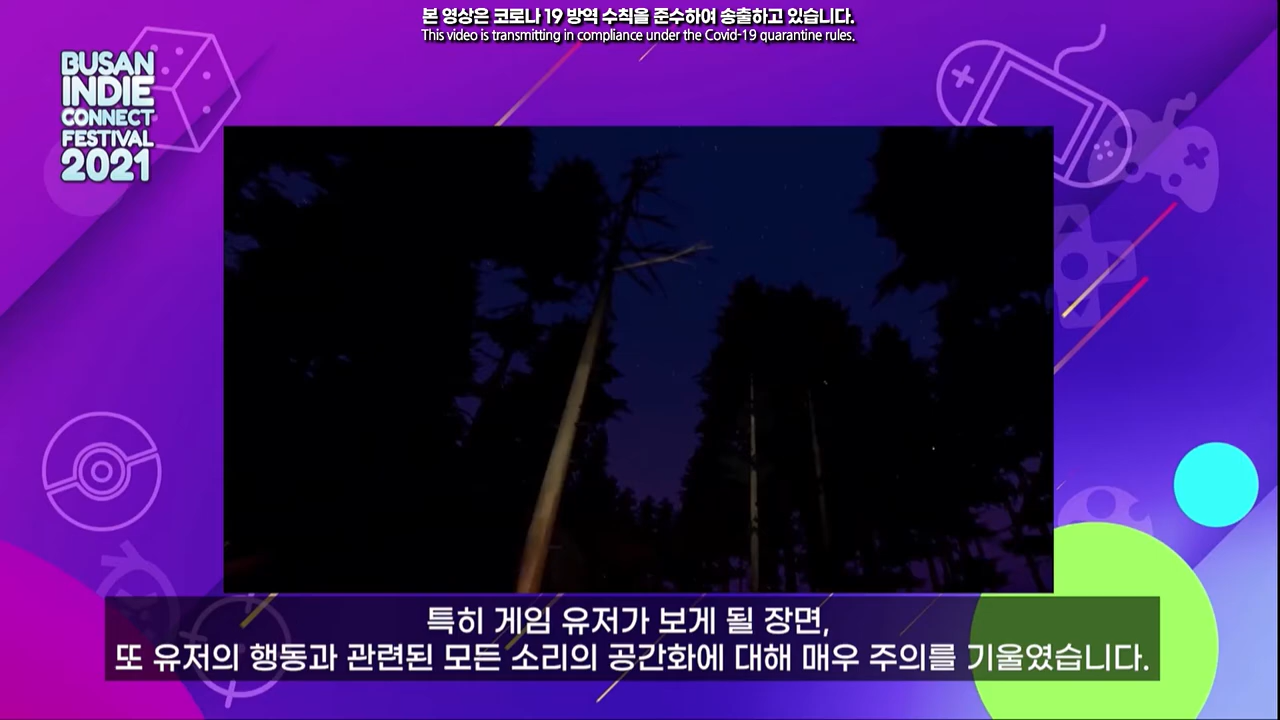 본 영상은 코로나 19 방역 수칙을 준수하여 송출하고 있습니다.
This video is transmitting in compliance under the Covid-19 quarantine rules.
BUSAN
INDIE
CONNECT
FESTIVAL
2021
특히 게임 유저가 보게 될 장면,
또 유저의 행동과 관련된 모든 소리의 공간화에 대해 매우 주의를 기울였습니다.